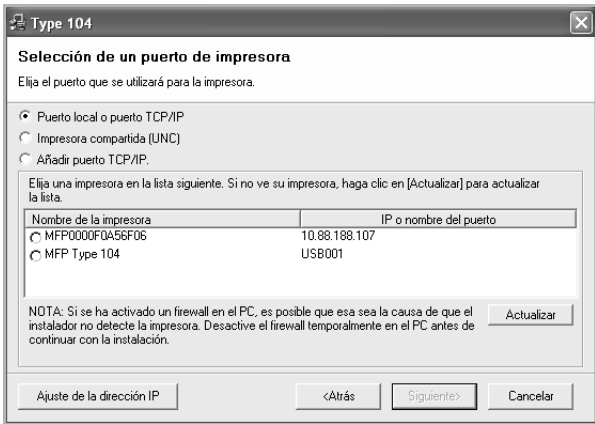 Type 104
Selección de un puerto de impresora
Elija el puerto que se utilizará para la impresora.
Puerto local o puerto TCP/IP
Impresora compartida (UNC)
Añadir puerto TCP/IP.
Elija una impresora en la lista siguiente. Si no ve su impresora, haga clic en [Actualizar] para actualizar
la lista.
Nombre de la impresora IP o nombre del puerto
MFP0000F0A56F06 10.88.188.107
MFP Type 104 USB001
NOTA: Si se ha activado un firewall en el PC, es posible que esa sea la causa de que el
instalador no detecte la impresora. Desactive el firewall temporalmente en el PC antes de
continuar con la instalación.
Actualizar
Ajuste de la dirección IP <Atrás Siguiente> Cancelar